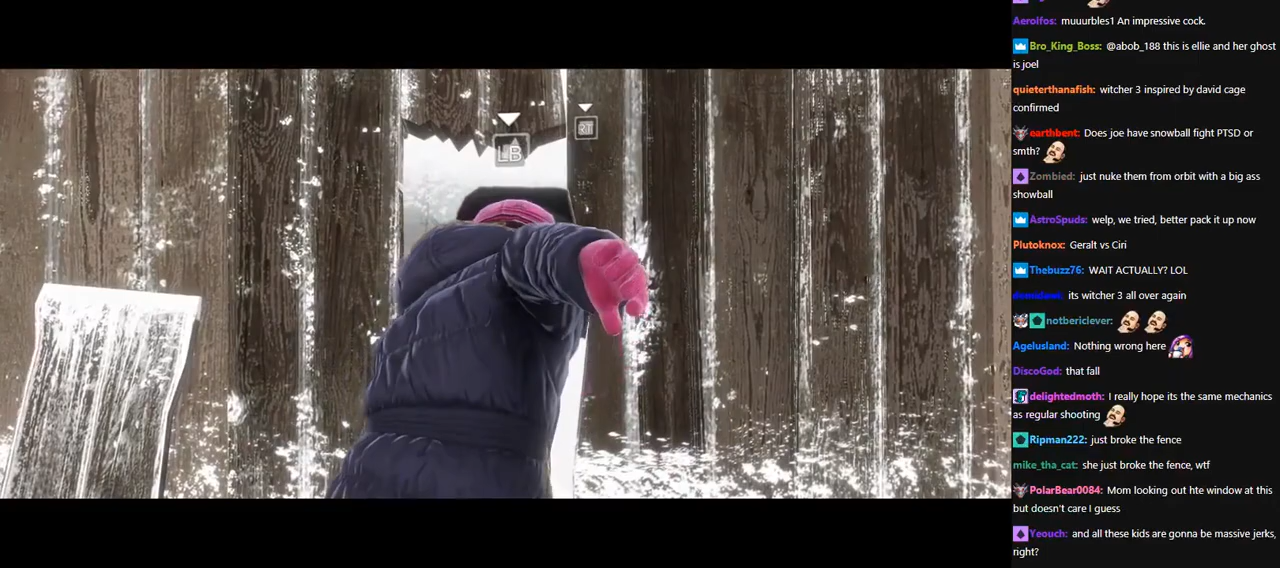 LB
RT
Aerolfos: muuurbles1 An impressive cock.
Bro_King_Boss: @abob_188 this is ellie and her ghost
is joel
quieterthanafish: witcher 3 inspired by david cage
confirmed
earthbent: Does joe have snowball fight PTSD or
smth?
Zombied: just nuke them from orbit with a big ass
showball
AstroSpuds: welp, we tried, better pack it up now
Plutoknox: Geralt vs Ciri
Thebuzz76: WAIT ACTUALLY? LOL
its witcher 3 all over again
notbericlever:
Agelusland: Nothing wrong here
DiscoGod: that fall
delightedmoth: I really hope its the same mechanics
as regular shooting
Ripman222: just broke the fence
mike_tha_cat: she just broke the fence, wtf
PolarBear0084: Mom looking out hte window at this
but doesn't care I guess
Yeouch: and all these kids are gonna be massive jerks,
right?